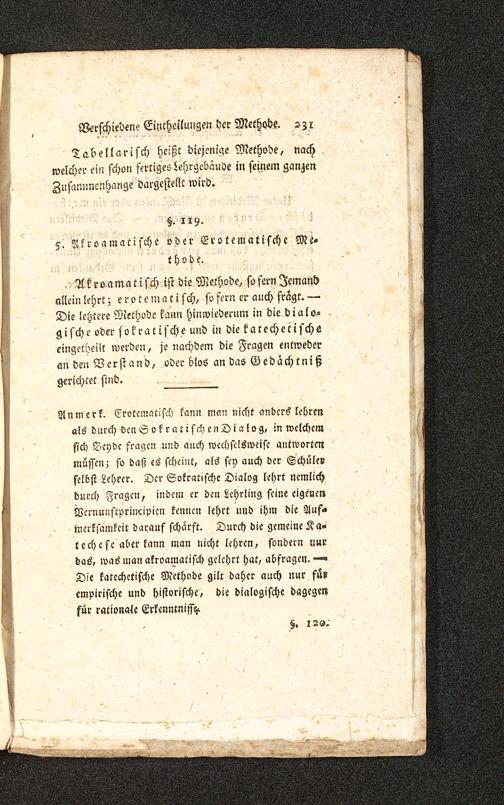 Verschiedene Eintheilungen der Methode. 231
Tabellarisch heißt diejenige Methode, nach
welcher ein schon fertiges Lehrgebäude in seinem ganzen
Zusammenhange dargestellt wird.
§. 119.
5. Akroamatische oder Erotematische Me-
thode.
Akroamatisch ist die Methode, so fern Jemand
allein lehrt; erotematisch, so fern er auch frägt. —
Die letztere Methode kann hinwiederum in die dialo-
gische oder sokratische und in die katechetische
eingetheilt werden, je nachdem die Fragen entweder
an den Verstand, oder blos an das Gedächtniß
gerichtet sind.
Anmerk. Erotematisch kann man nicht anders lehren
als durch den Sokratischen Dialog, in welchem
sich Beyde fragen und auch wechselsweise antworten
müssen; so daß es scheint, als sey auch der Schüler
selbst Lehrer. Der Sokratische Dialog lehrt nemlich
durch Fragen, indem er den Lehrling seine eigenen
Vernunftprincipien kennen lehrt und ihm die Auf-
merksamkeit darauf schärft. Durch die gemeine Ka-
techese aber kann man nicht lehren, sondern nur
das, was man akroamatisch gelehrt hat, abfragen. —
Die katechetische Methode gilt daher auch nur für
empirische und historische, die dialogische dagegen
für rationale Erkenntnisse.
§. 120.